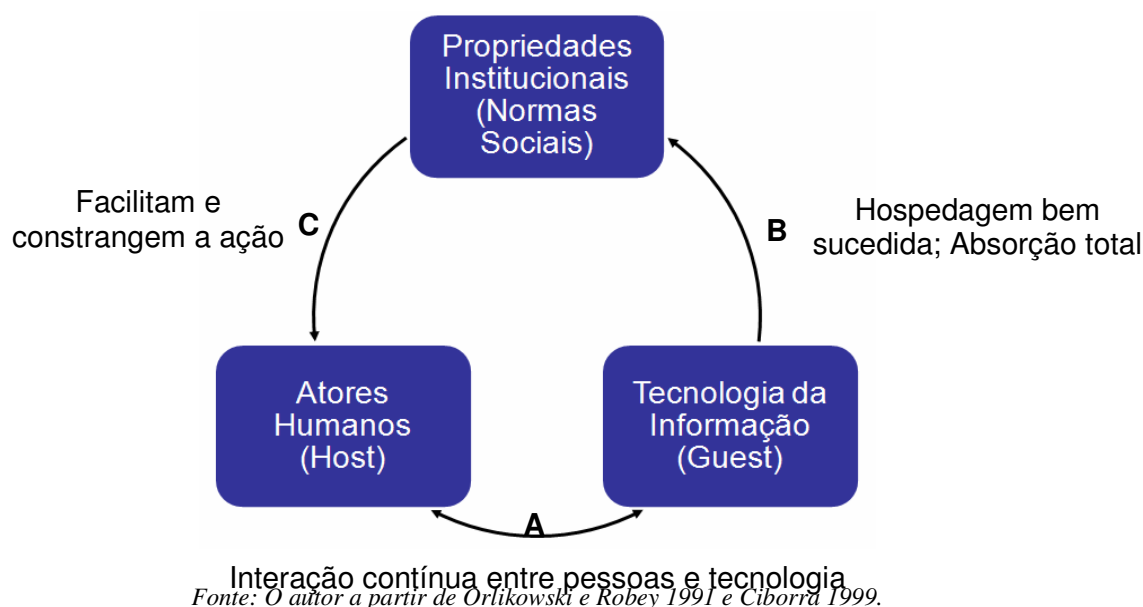 Propriedades
Institucionais
(Normas
Sociais)
Facilitam e
constrangem a ação
C
B
Hospedagem bem
sucedida; Absorção total
Atores
Humanos
(Host)
Tecnologia da
Informação
(Guest)
A
Interação contínua entre pessoas e tecnologia
Fonte: O autor a partir de Orlikowski e Robey 1991 e Ciborra 1999.